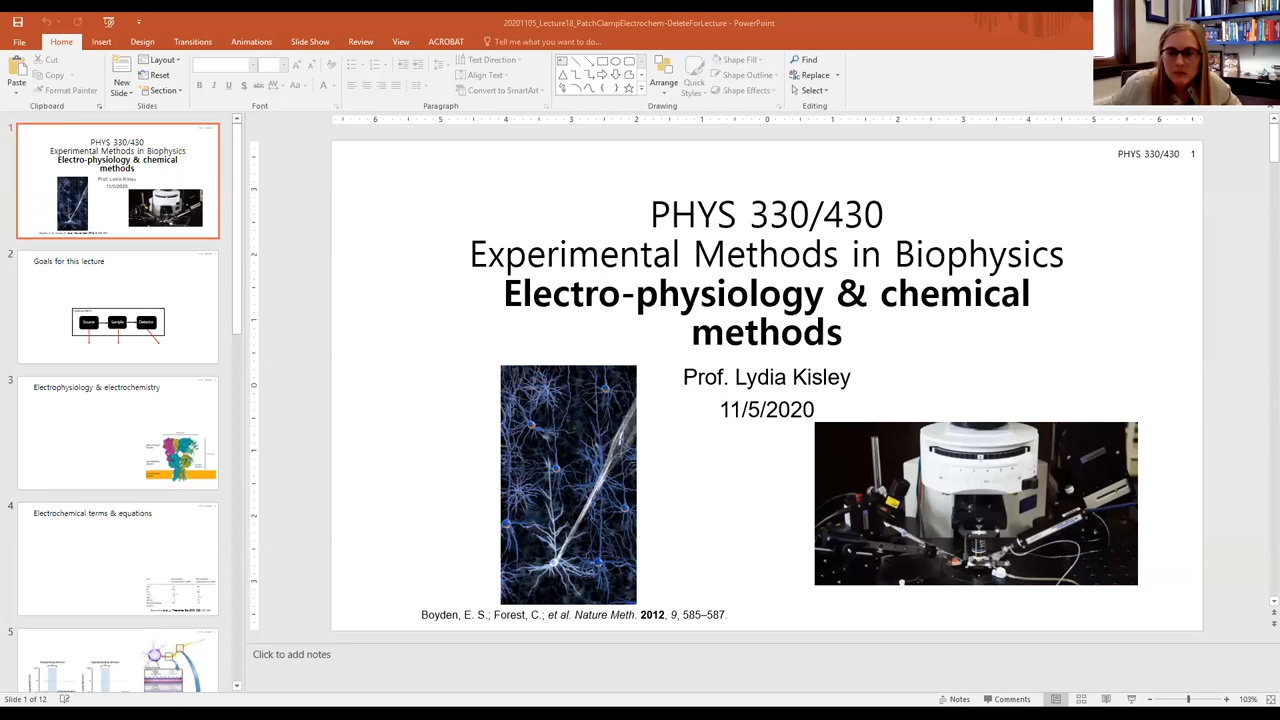 20201105_Lecture18_PatchClampElectrochem-DeleteForLecture - PowerPoint
File Home Insert Design Transitions Animations Slide Show Review View ACROBAT Tell me what you want to do...
Paste
Cut
Copy
Format Painter
Clipboard
New Slide
Layout
Reset
Section
Slides
Font
Text Direction
Align Text
Convert to SmartArt
Paragraph
Arrange
Quick Styles
Shape Fill
Shape Outline
Shape Effects
Drawing
Find
Replace
Select
Editing
1
PHYS 330/430
Experimental Methods in Biophysics
Electro-physiology & chemical
methods
Prof. Lydia Kisley
11/5/2020
2
Goals for this lecture
Source
Sample
Detector
3
Electrophysiology & electrochemistry
4
Electrochemical terms & equations
5
PHYS 330/430 1
PHYS 330/430
Experimental Methods in Biophysics
Electro-physiology & chemical
methods
Prof. Lydia Kisley
11/5/2020
Boyden, E. S.; Forest, C.; et al. Nature Meth. 2012, 9, 585–587.
Click to add notes
Slide 1 of 12
Notes
Comments
103%